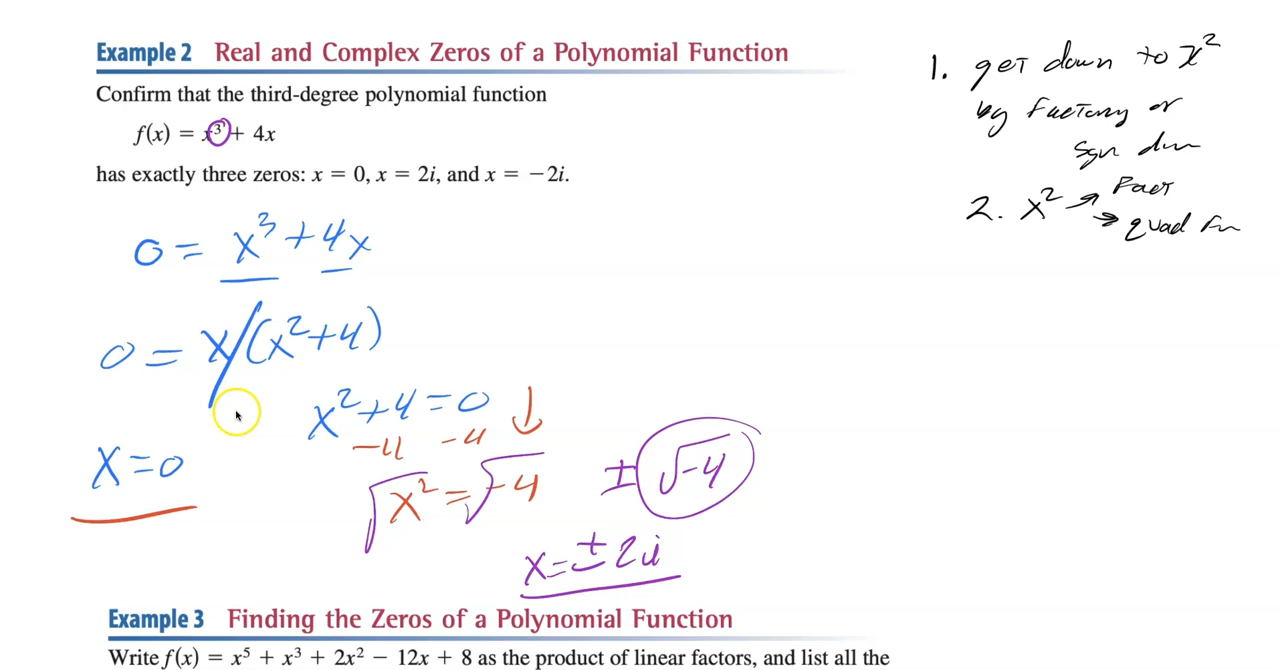 Example 2 Real and Complex Zeros of a Polynomial Function
Confirm that the third-degree polynomial function
f(x) = x³ + 4x
has exactly three zeros: x = 0, x = 2i, and x = −2i.
0 = x³ + 4x
0 = x/(x² + 4)
x² + 4 = 0 ↓
−4 −4
x = 0
√x² = √−4
± √−4
x = ± 2i
1. get down to x²
by Factoring or
syn
2. x² → Fact
→ quad
Example 3 Finding the Zeros of a Polynomial Function
Write f(x) = x⁵ + x³ + 2x² − 12x + 8 as the product of linear factors, and list all the